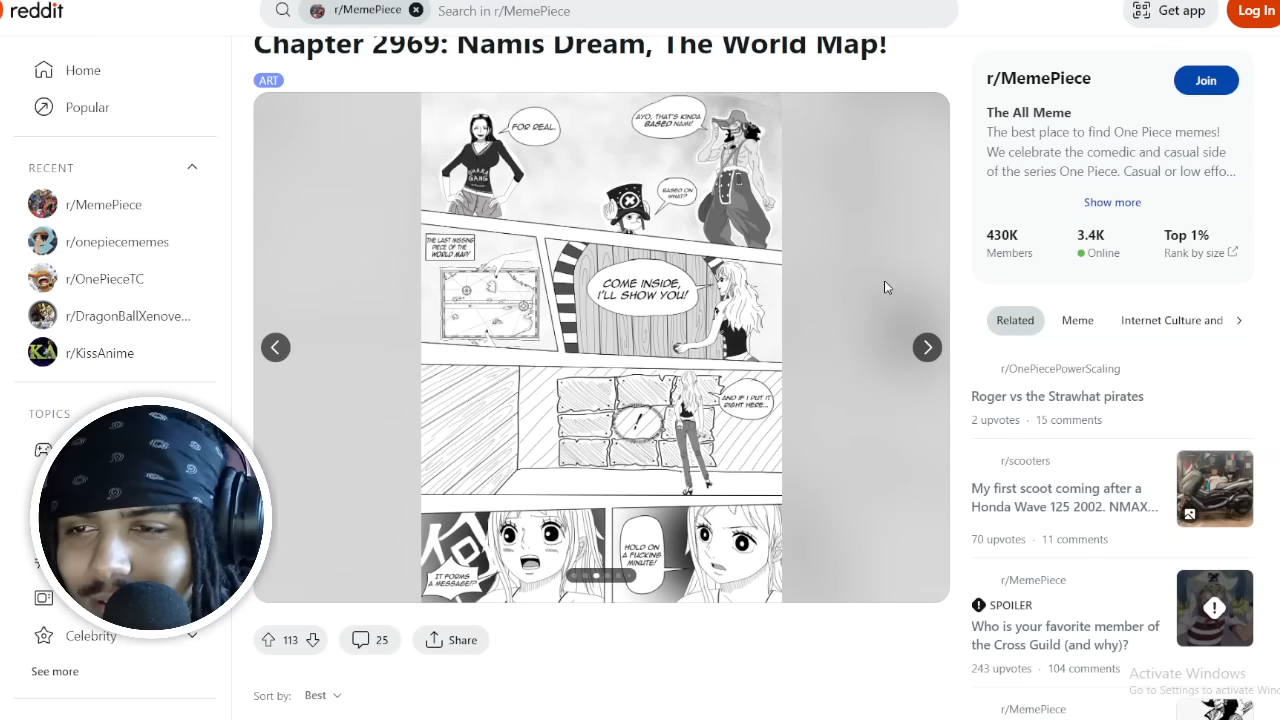 reddit
r/MemePiece
Search in r/MemePiece
Get app
Log In
Home
Popular
RECENT
r/MemePiece
r/onepiecememes
r/OnePieceTC
r/DragonBallXenove...
r/KissAnime
TOPICS
Celebrity
See more
Chapter 2969: Namis Dream, The World Map!
ART
FOR REAL.
AYO, THAT'S KINDA
BASED NAMI!
BASED ON
WHAT?
GANG
THE LAST MISSING
PIECE OF THE
WORLD MAP!
COME INSIDE,
I'LL SHOW YOU!
AND IF I PUT IT
RIGHT HERE...
!
何
IT FORMS
A MESSAGE!?
HOLD ON
A FUCKING
MINUTE!
113
25
Share
Sort by:
Best
r/MemePiece
Join
The All Meme
The best place to find One Piece memes!
We celebrate the comedic and casual side
of the series One Piece. Casual or low effo...
Show more
430K
3.4K
Top 1%
Members
Online
Rank by size
Related
Meme
Internet Culture and
r/OnePiecePowerScaling
Roger vs the Strawhat pirates
2 upvotes · 15 comments
r/scooters
My first scoot coming after a
Honda Wave 125 2002. NMAX...
70 upvotes · 11 comments
r/MemePiece
SPOILER
Who is your favorite member of
the Cross Guild (and why)?
243 upvotes · 104 comments
Activate Windows
Go to Settings to activate Win
r/MemePiece